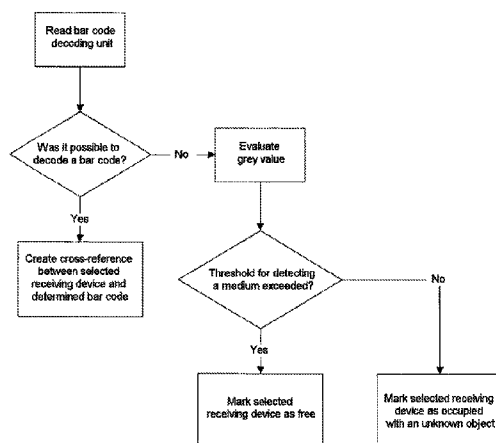 Read bar code
decoding unit
Was it possible to
decode a bar code?
No
Evaluate
grey value
Yes
Create cross-reference
between selected
receiving device and
determined bar code
Threshold for detecting
a medium exceeded?
No
Yes
Mark selected
receiving device as free
Mark selected receiving
device as occupied
with an unknown object